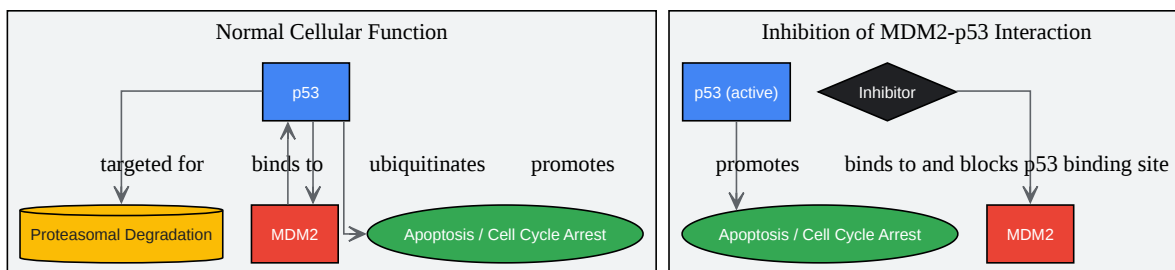 Normal Cellular Function
p53
targeted for
binds to
ubiquitinates
promotes
Proteasomal Degradation
MDM2
Apoptosis / Cell Cycle Arrest
Inhibition of MDM2-p53 Interaction
p53 (active)
Inhibitor
promotes
binds to and blocks p53 binding site
Apoptosis / Cell Cycle Arrest
MDM2